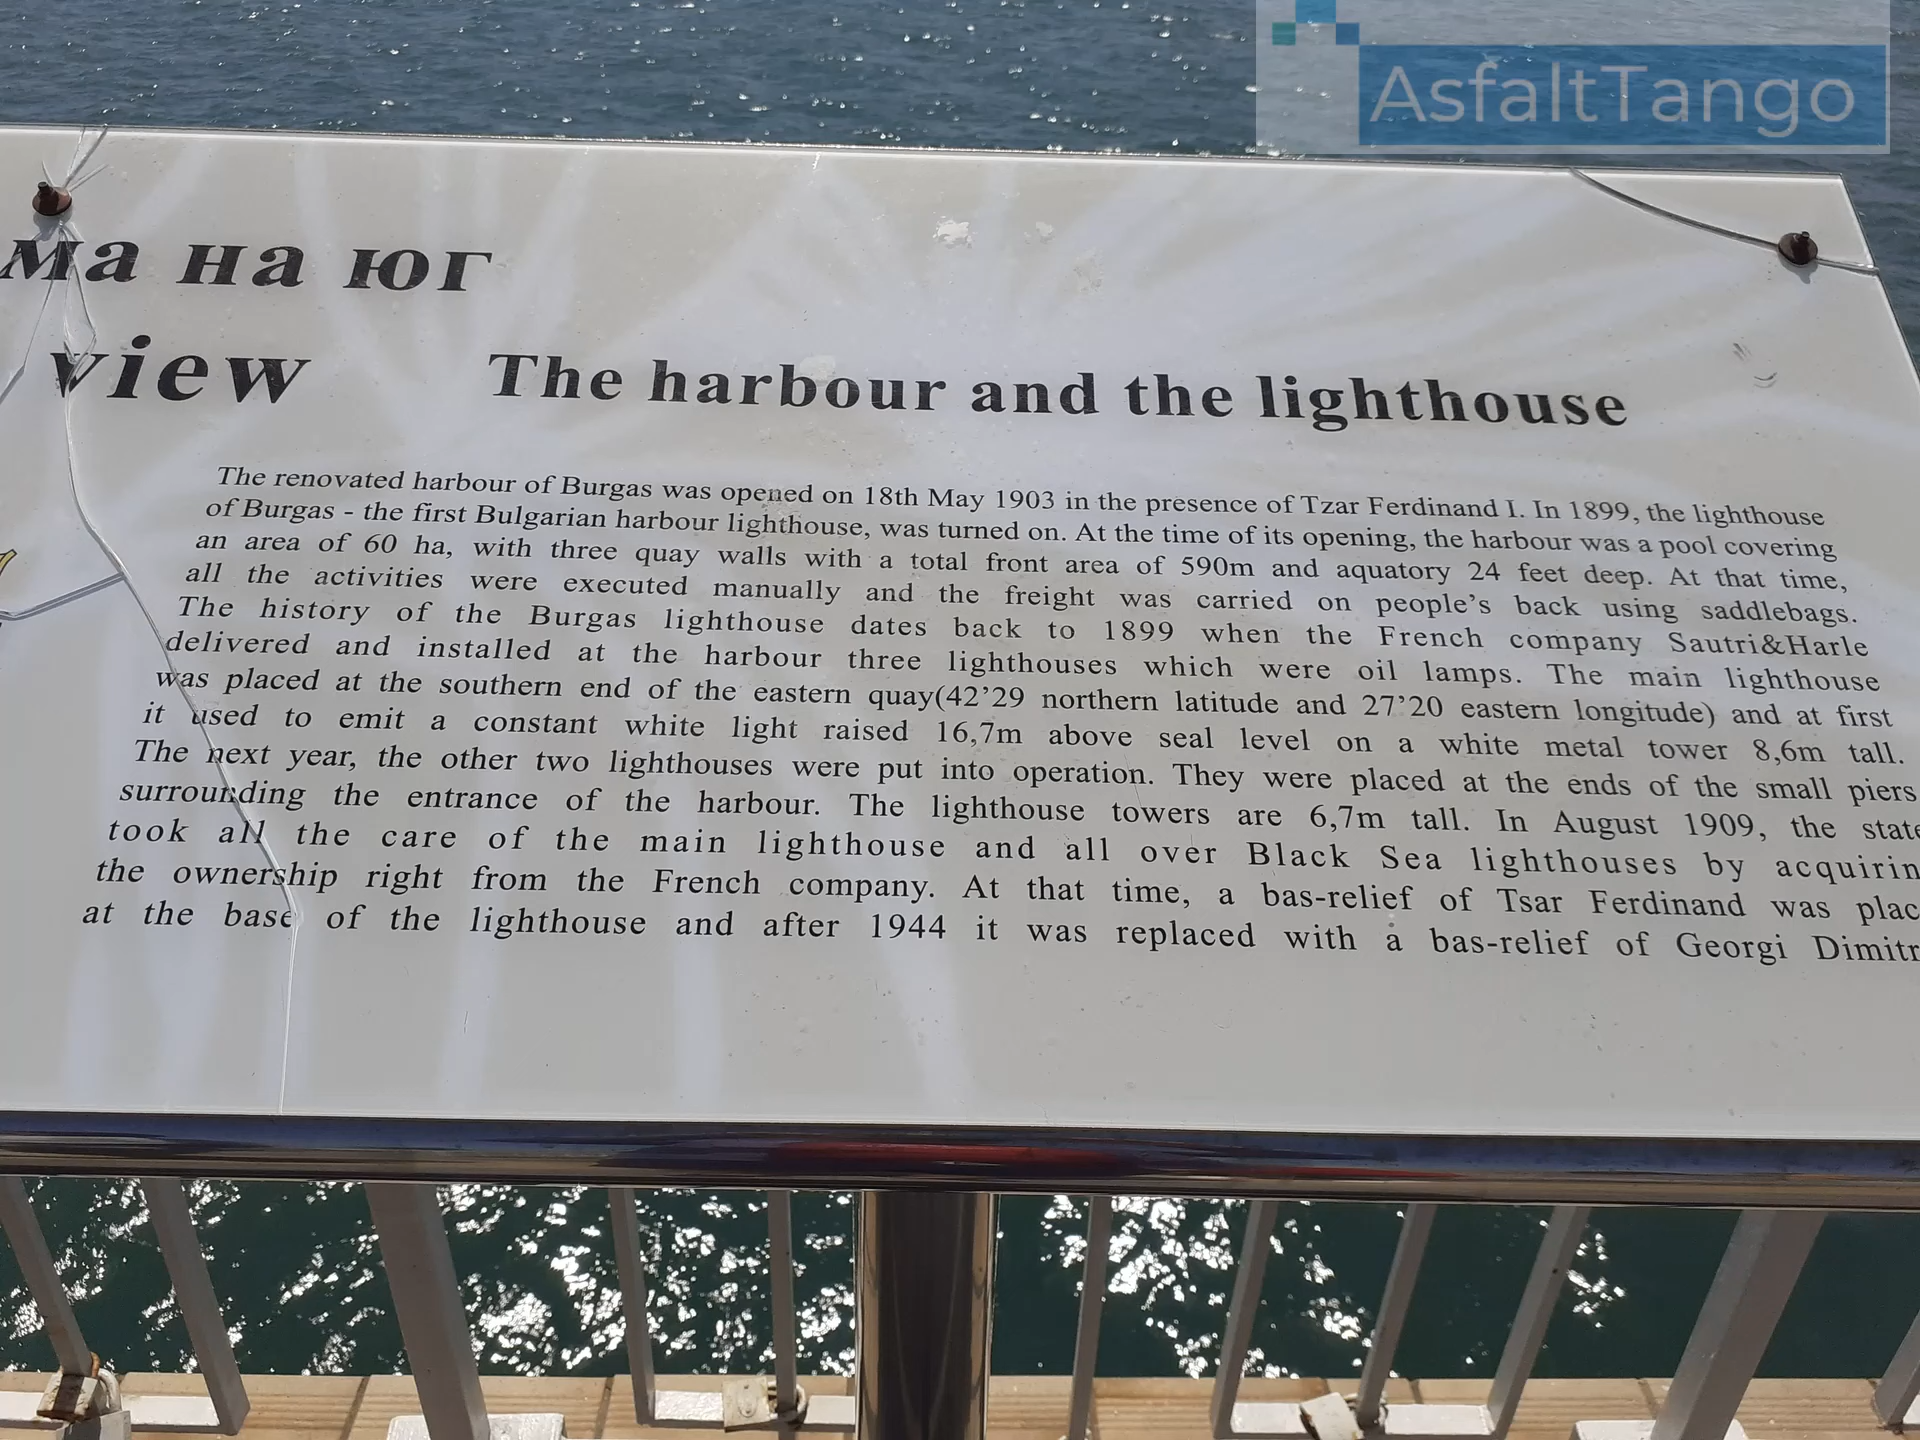 AsfaltTango
ма на юг
view
The harbour and the lighthouse
The renovated harbour of Burgas was opened on 18th May 1903 in the presence of Tzar Ferdinand I. In 1899, the lighthouse
of Burgas - the first Bulgarian harbour lighthouse, was turned on. At the time of its opening, the harbour was a pool covering
an area of 60 ha, with three quay walls with a total front area of 590m and aquatory 24 feet deep. At that time,
all the activities were executed manually and the freight was carried on people's back using saddlebags.
The history of the Burgas lighthouse dates back to 1899 when the French company Sautri&Harle
delivered and installed at the harbour three lighthouses which were oil lamps. The main lighthouse
was placed at the southern end of the eastern quay(42'29 northern latitude and 27'20 eastern longitude) and at first
it used to emit a constant white light raised 16,7m above seal level on a white metal tower 8,6m tall.
The next year, the other two lighthouses were put into operation. They were placed at the ends of the small piers
surrounding the entrance of the harbour. The lighthouse towers are 6,7m tall. In August 1909, the state
took all the care of the main lighthouse and all over Black Sea lighthouses by acquirin
the ownership right from the French company. At that time, a bas-relief of Tsar Ferdinand was plac
at the base of the lighthouse and after 1944 it was replaced with a bas-relief of Georgi Dimitr